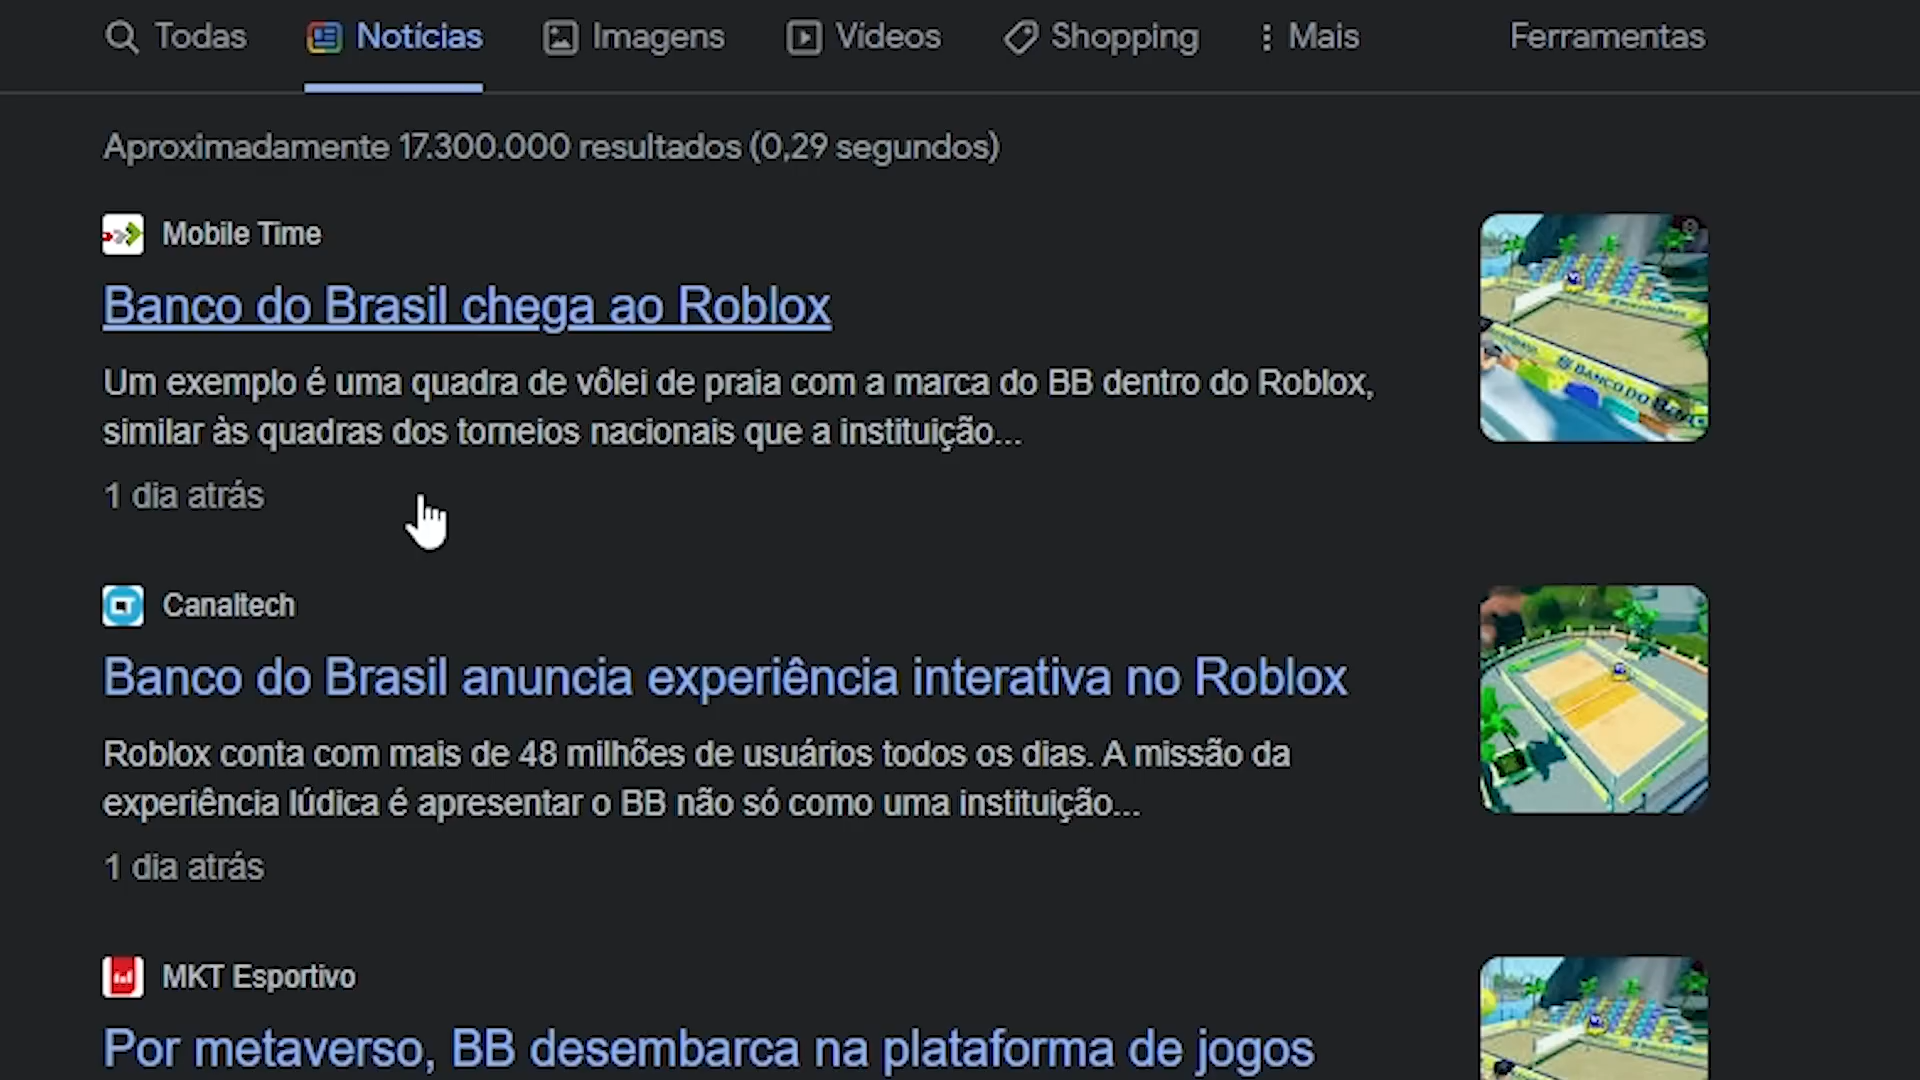 Todas Notícias Imagens Vídeos Shopping Mais Ferramentas
Aproximadamente 17.300.000 resultados (0,29 segundos)
Mobile Time
Banco do Brasil chega ao Roblox
Um exemplo é uma quadra de vôlei de praia com a marca do BB dentro do Roblox,
similar às quadras dos torneios nacionais que a instituição...
1 dia atrás
BANCO DO
Canaltech
Banco do Brasil anuncia experiência interativa no Roblox
Roblox conta com mais de 48 milhões de usuários todos os dias. A missão da
experiência lúdica é apresentar o BB não só como uma instituição...
1 dia atrás
MKT Esportivo
Por metaverso, BB desembarca na plataforma de jogos